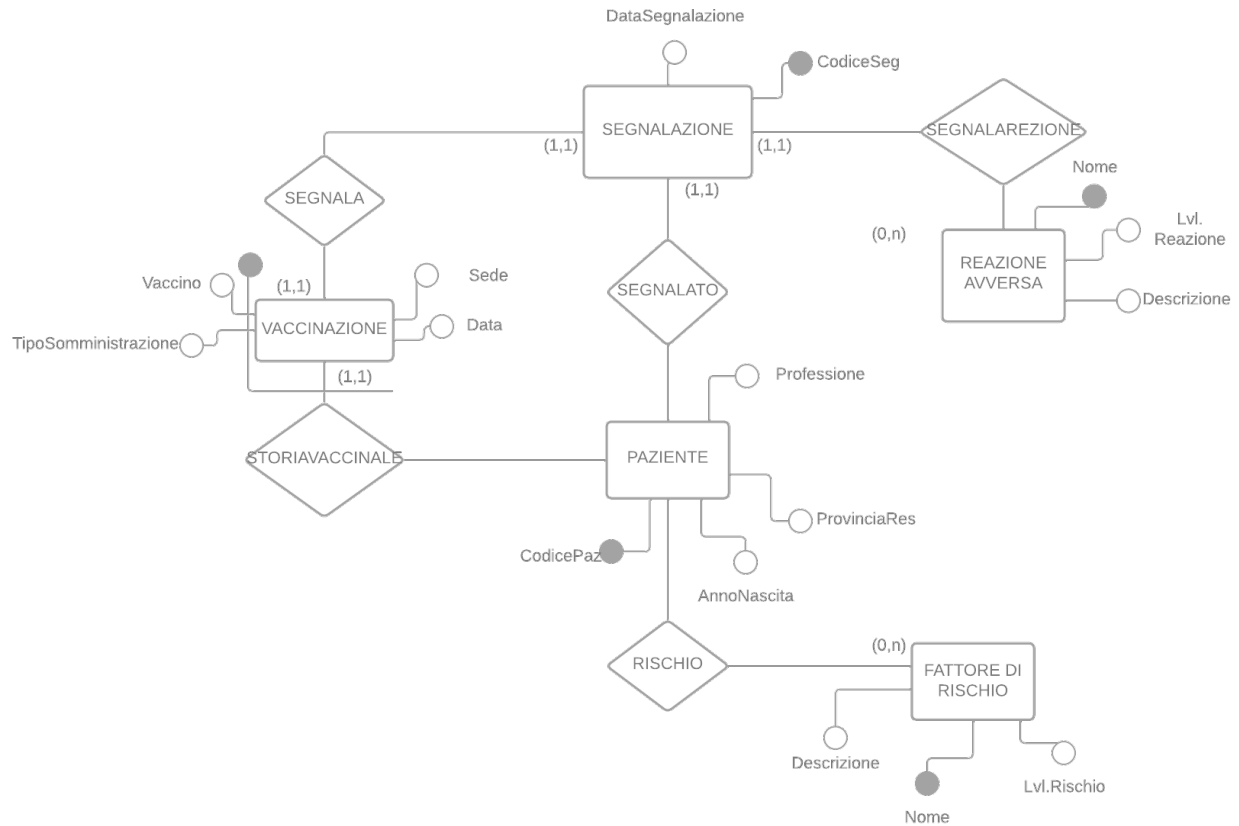 DataSegnalazione
CodiceSeg
SEGNALAZIONE
SEGNALAREZIONE
(1,1)
(1,1)
Nome
(1,1)
SEGNALA
Lvl.
Reazione
(0,n)
REAZIONE
AVVERSA
Sede
Vaccino
(1,1)
SEGNALATO
Descrizione
VACCINAZIONE
Data
TipoSomministrazione
(1,1)
Professione
STORIAVACCINALE
PAZIENTE
ProvinciaRes
CodicePaz
AnnoNascita
(0,n)
RISCHIO
FATTORE DI
RISCHIO
Descrizione
Lvl.Rischio
Nome